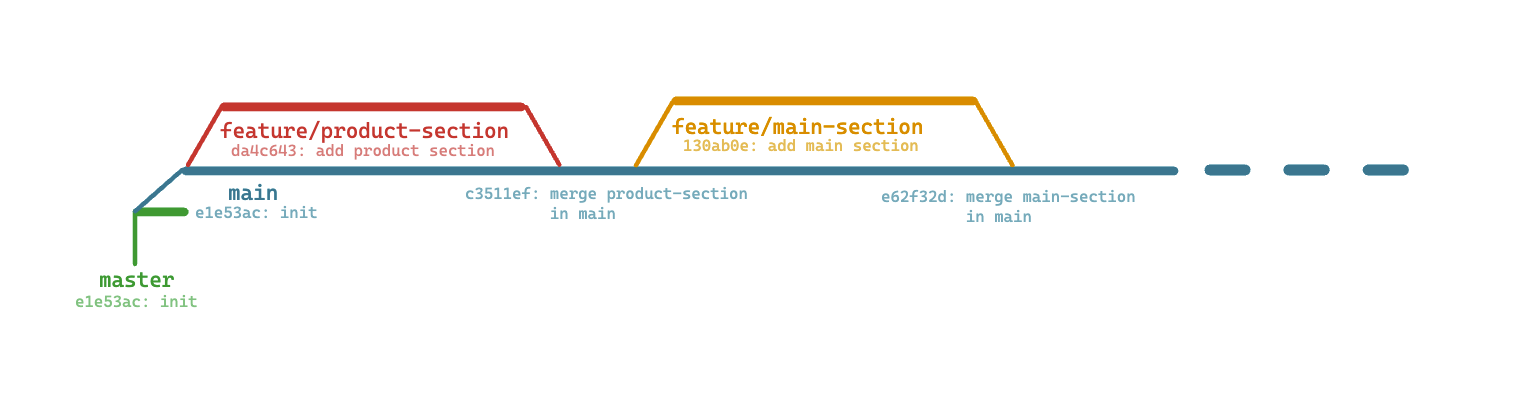 feature/product-section
da4c643: add product section
feature/main-section
130ab0e: add main section
main
e1e53ac: init
c3511ef: merge product-section
in main
e62f32d: merge main-section
in main
master
e1e53ac: init